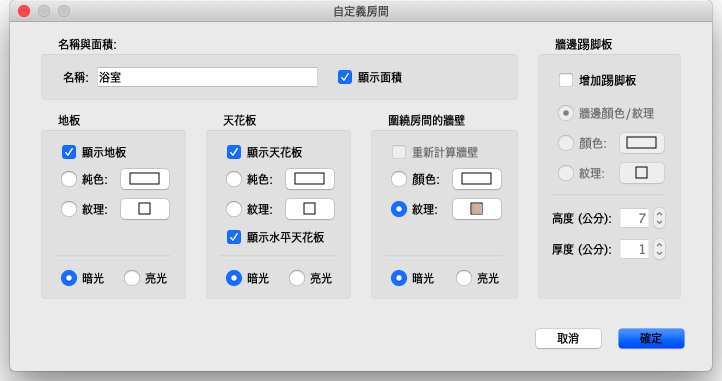 自定義房間
名稱與面積:
名稱: 浴室
顯示面積
地板
顯示地板
純色:
紋理:
暗光 亮光
天花板
顯示天花板
純色:
紋理:
顯示水平天花板
暗光 亮光
圍繞房間的牆壁
重新計算牆壁
顏色:
紋理:
暗光 亮光
牆邊踢脚板
增加踢脚板
牆邊顏色/紋理
顏色:
紋理:
高度 (公分): 7
厚度 (公分): 1
取消 確定